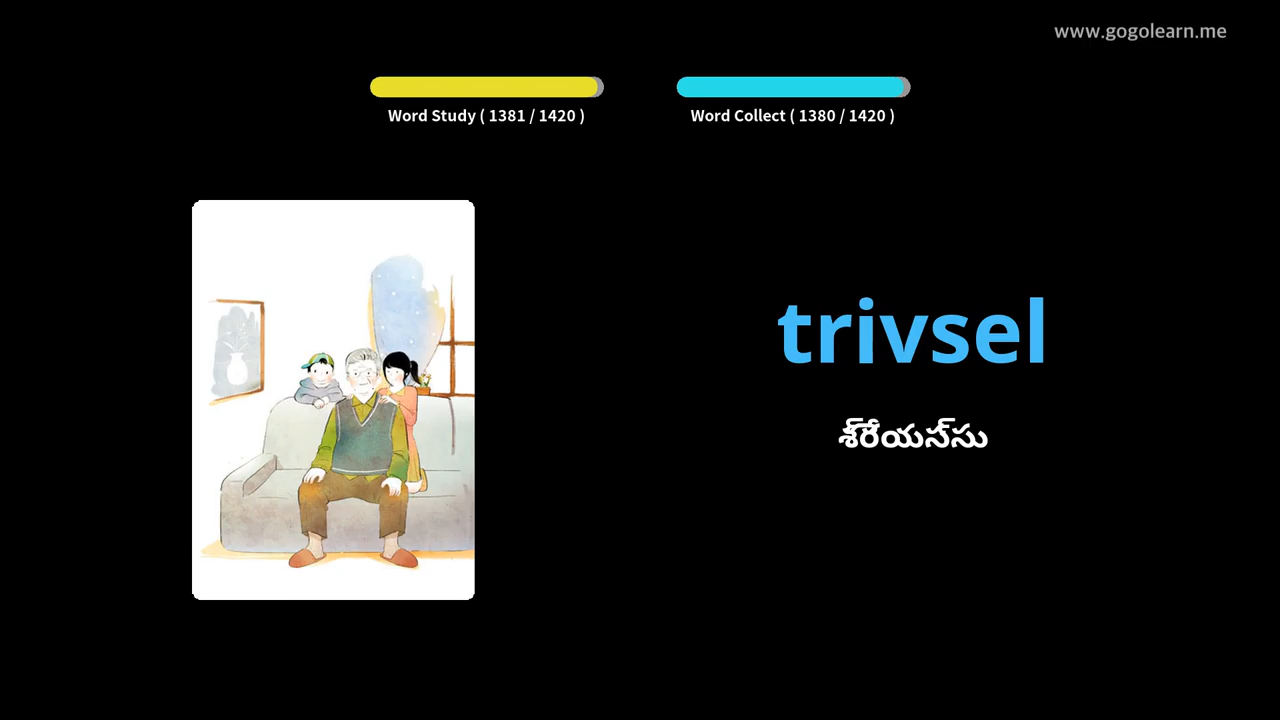 www.gogolearn.me
Word Study ( 1381 / 1420 )
Word Collect ( 1380 / 1420 )
trivsel
శ్రేయస్సు